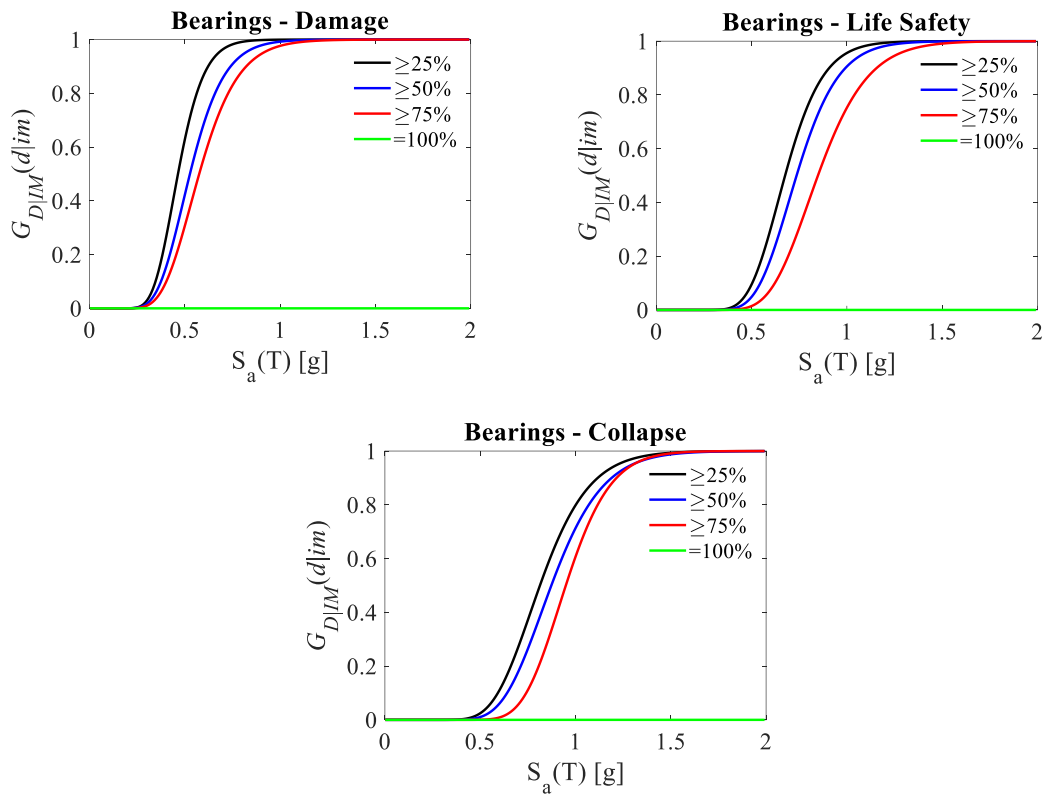 Bearings - Damage
1
0.8
0.6
0.4
0.2
0
G_{D|IM}(d|im)
≥25%
≥50%
≥75%
=100%
0 0.5 1 1.5 2
S_a(T) [g]
Bearings - Life Safety
1
0.8
0.6
0.4
0.2
0
G_{D|IM}(d|im)
≥25%
≥50%
≥75%
=100%
0 0.5 1 1.5 2
S_a(T) [g]
Bearings - Collapse
1
0.8
0.6
0.4
0.2
0
G_{D|IM}(d|im)
≥25%
≥50%
≥75%
=100%
0 0.5 1 1.5 2
S_a(T) [g]